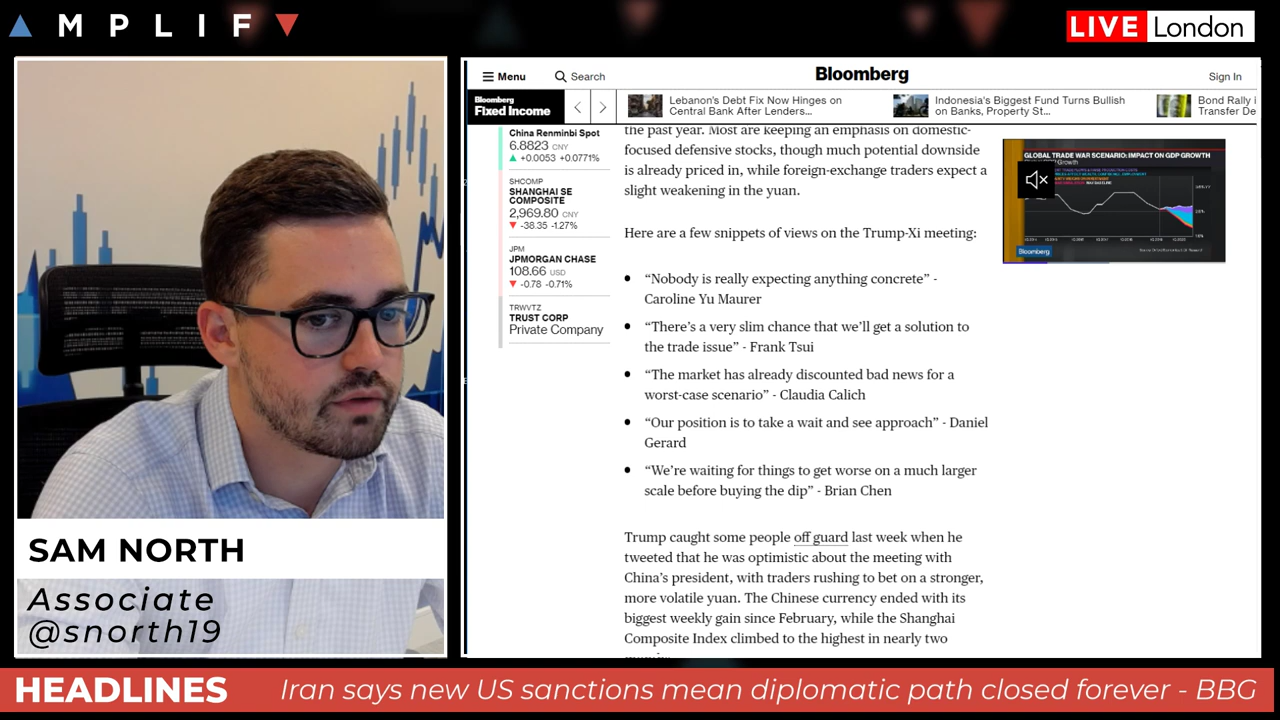 AMPLIFY
LIVE London
Menu
Search
Bloomberg
Sign In
Bloomberg
Fixed Income
Lebanon's Debt Fix Now Hinges on
Central Bank After Lenders...
Indonesia's Biggest Fund Turns Bullish
on Banks, Property St...
Bond Rally i
Transfer De
China Renminbi Spot
6.8823 CNY
+0.0053 +0.0771%
SHCOMP
SHANGHAI SE
COMPOSITE
2,969.80 CNY
-38.35 -1.27%
JPM
JPMORGAN CHASE
108.66 USD
-0.78 -0.71%
TRWVTZ
TRUST CORP
Private Company
the past year. Most are keeping an emphasis on domestic-
focused defensive stocks, though much potential downside
is already priced in, while foreign-exchange traders expect a
slight weakening in the yuan.
Here are a few snippets of views on the Trump-Xi meeting:
• “Nobody is really expecting anything concrete” -
Caroline Yu Maurer
• “There’s a very slim chance that we’ll get a solution to
the trade issue” - Frank Tsui
• “The market has already discounted bad news for a
worst-case scenario” - Claudia Calich
• “Our position is to take a wait and see approach” - Daniel
Gerard
• “We’re waiting for things to get worse on a much larger
scale before buying the dip” - Brian Chen
Trump caught some people off guard last week when he
tweeted that he was optimistic about the meeting with
China’s president, with traders rushing to bet on a stronger,
more volatile yuan. The Chinese currency ended with its
biggest weekly gain since February, while the Shanghai
Composite Index climbed to the highest in nearly two
GLOBAL TRADE WAR SCENARIO: IMPACT ON GDP GROWTH
Growth
Bloomberg
SAM NORTH
Associate
@snorth19
HEADLINES
Iran says new US sanctions mean diplomatic path closed forever - BBG